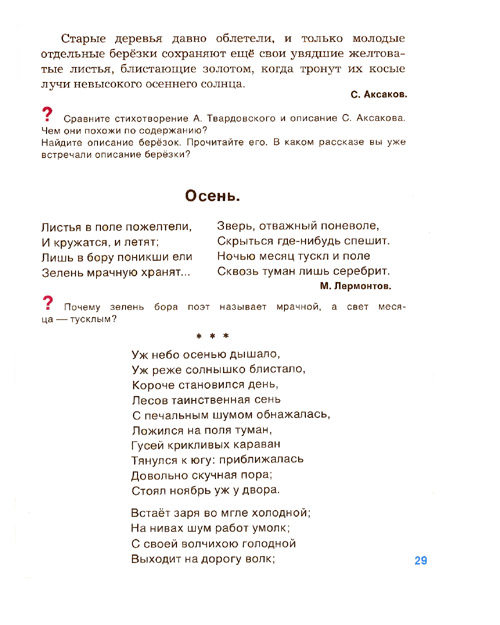 Старые деревья давно облетели, и только молодые
отдельные берёзки сохраняют ещё свои увядшие желтова-
тые листья, блистающие золотом, когда тронут их косые
лучи невысокого осеннего солнца.
С. Аксаков.
? Сравните стихотворение А. Твардовского и описание С. Аксакова.
Чем они похожи по содержанию?
Найдите описание берёзок. Прочитайте его. В каком рассказе вы уже
встречали описание берёзки?
Осень.
Листья в поле пожелтели,
И кружатся, и летят;
Лишь в бору поникши ели
Зелень мрачную хранят...
Зверь, отважный поневоле,
Скрыться где-нибудь спешит.
Ночью месяц тускл и поле
Сквозь туман лишь серебрит.
М. Лермонтов.
? Почему зелень бора поэт называет мрачной, а свет меся-
ца — тусклым?
* * *
Уж небо осенью дышало,
Уж реже солнышко блистало,
Короче становился день,
Лесов таинственная сень
С печальным шумом обнажалась,
Ложился на поля туман,
Гусей крикливых караван
Тянулся к югу: приближалась
Довольно скучная пора;
Стоял ноябрь уж у двора.
Встаёт заря во мгле холодной;
На нивах шум работ умолк;
С своей волчихою голодной
Выходит на дорогу волк;
29